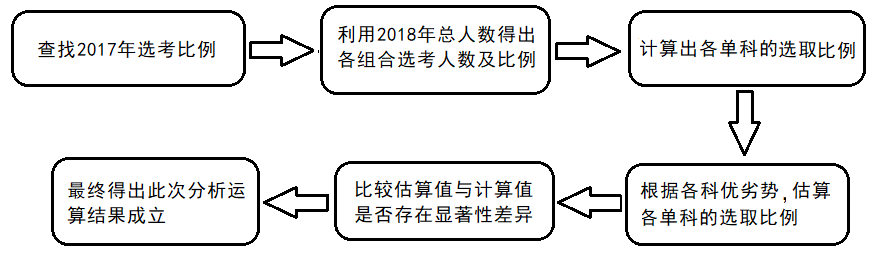 查找2017年选考比例
利用2018年总人数得出
各组合选考人数及比例
计算出各单科的选取比例
根据各科优劣势,估算
各单科的选取比例
比较估算值与计算值
是否存在显著性差异
最终得出此次分析运
算结果成立